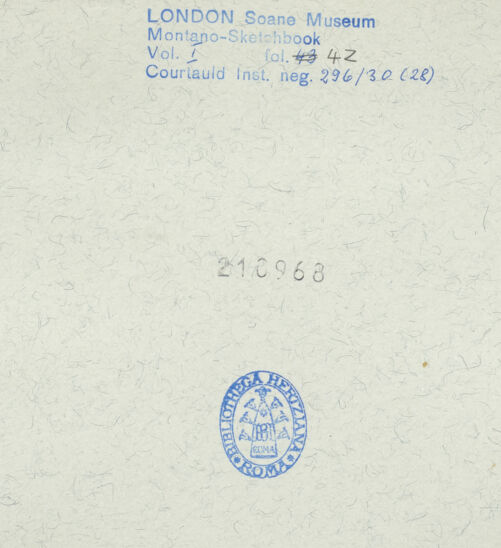 LONDON Soane Museum
Montano-Sketchbook
Vol. I fol. 43 42
Courtauld Inst. neg. 296/30 (28)
210968
BIBLIOTHECA HERTZIANA
ROMA
ROMA